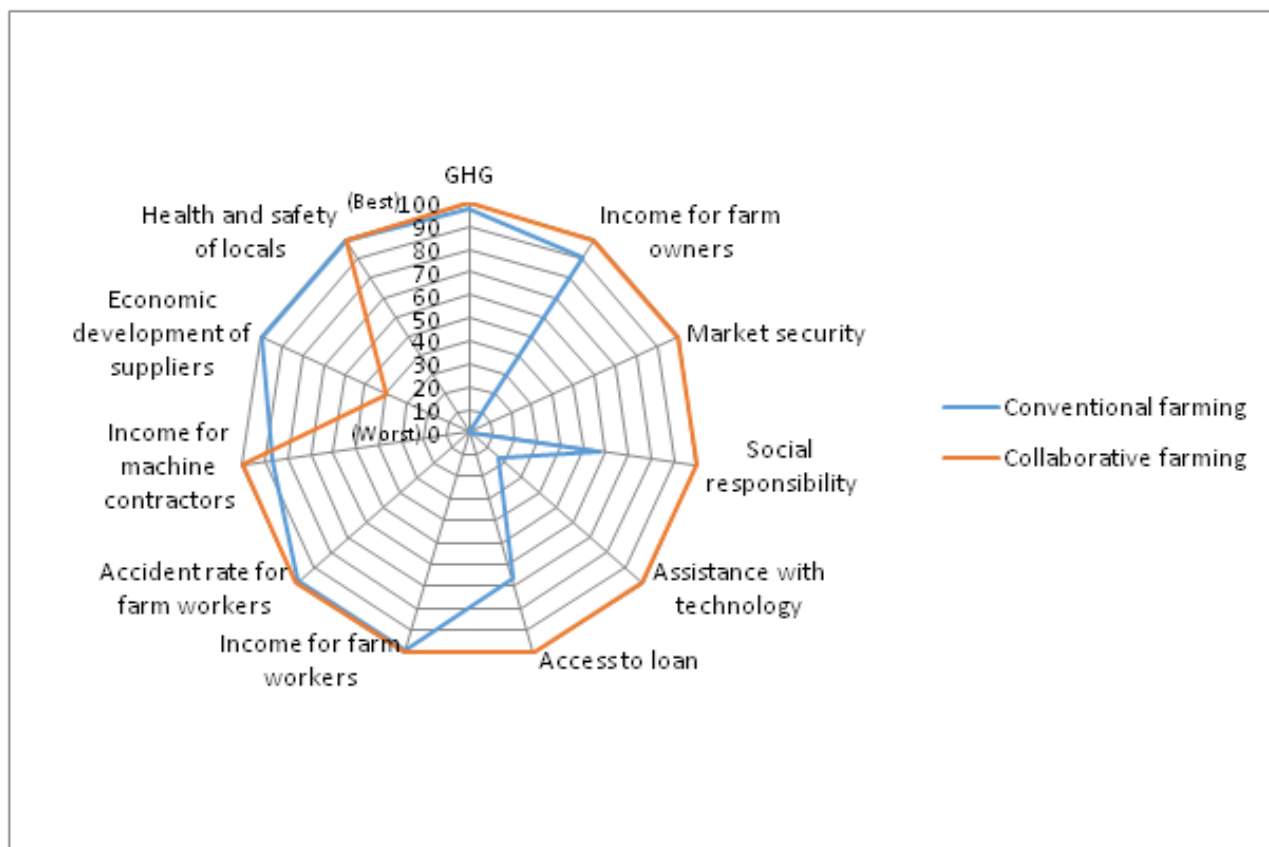 GHG
(Best)
100
90
80
70
60
50
40
30
20
10
(Worst) 0
Income for farm
owners
Market security
Social
responsibility
Assistance with
technology
Access to loan
Income for farm
workers
Accident rate for
farm workers
Income for
machine
contractors
Economic
development of
suppliers
Health and safety
of locals
Conventional farming
Collaborative farming